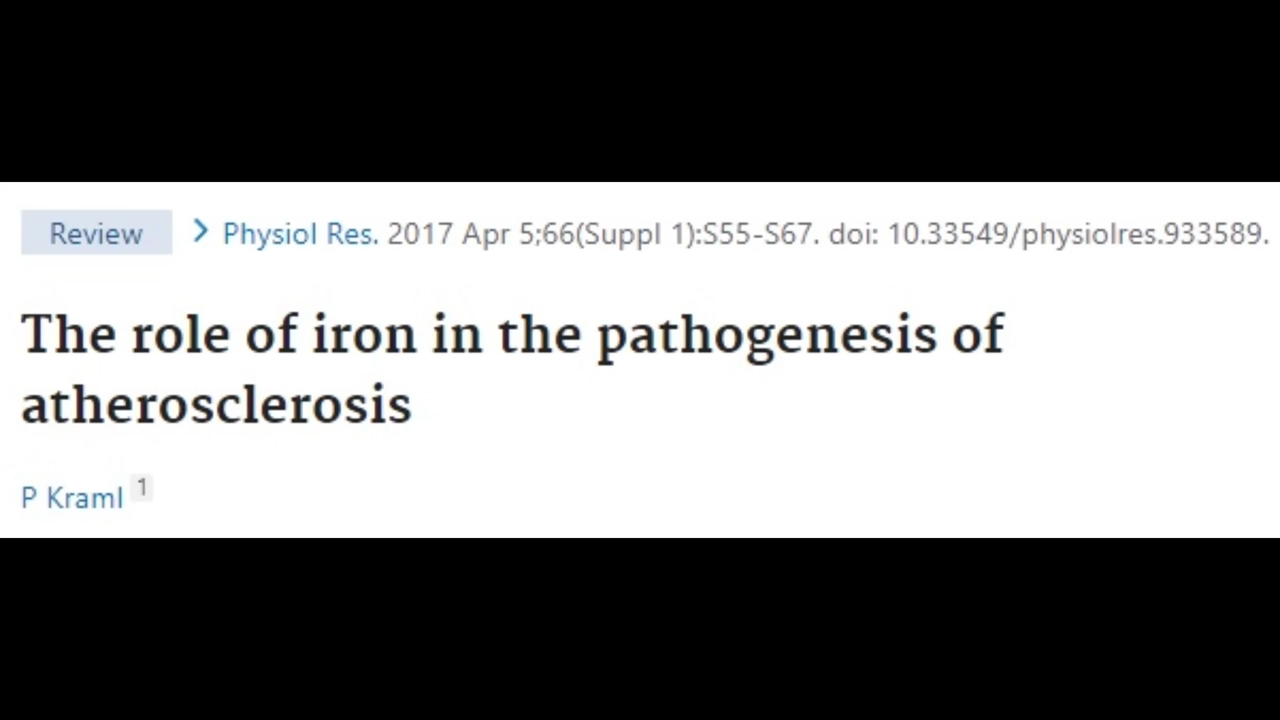 Review > Physiol Res. 2017 Apr 5;66(Suppl 1):S55-S67. doi: 10.33549/physiolres.933589.
The role of iron in the pathogenesis of
atherosclerosis
P Kraml 1